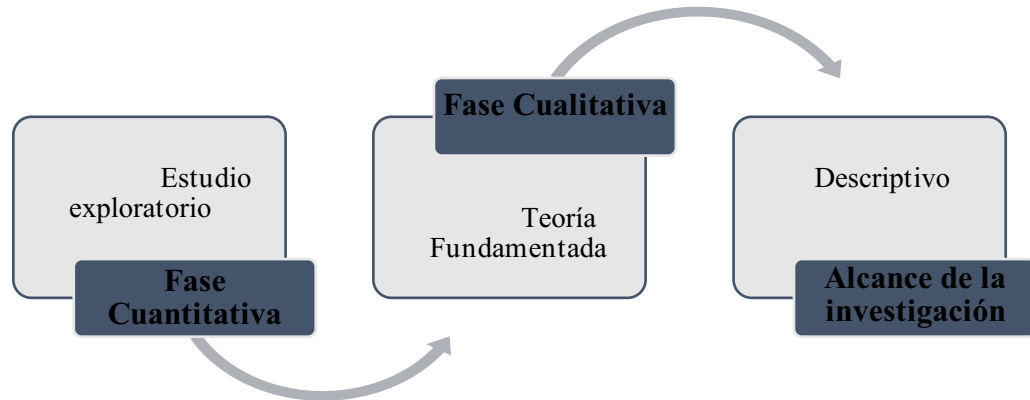 Estudio
exploratorio
Fase
Cuantitativa
Fase Cualitativa
Teoría
Fundamentada
Descriptivo
Alcance de la
investigación